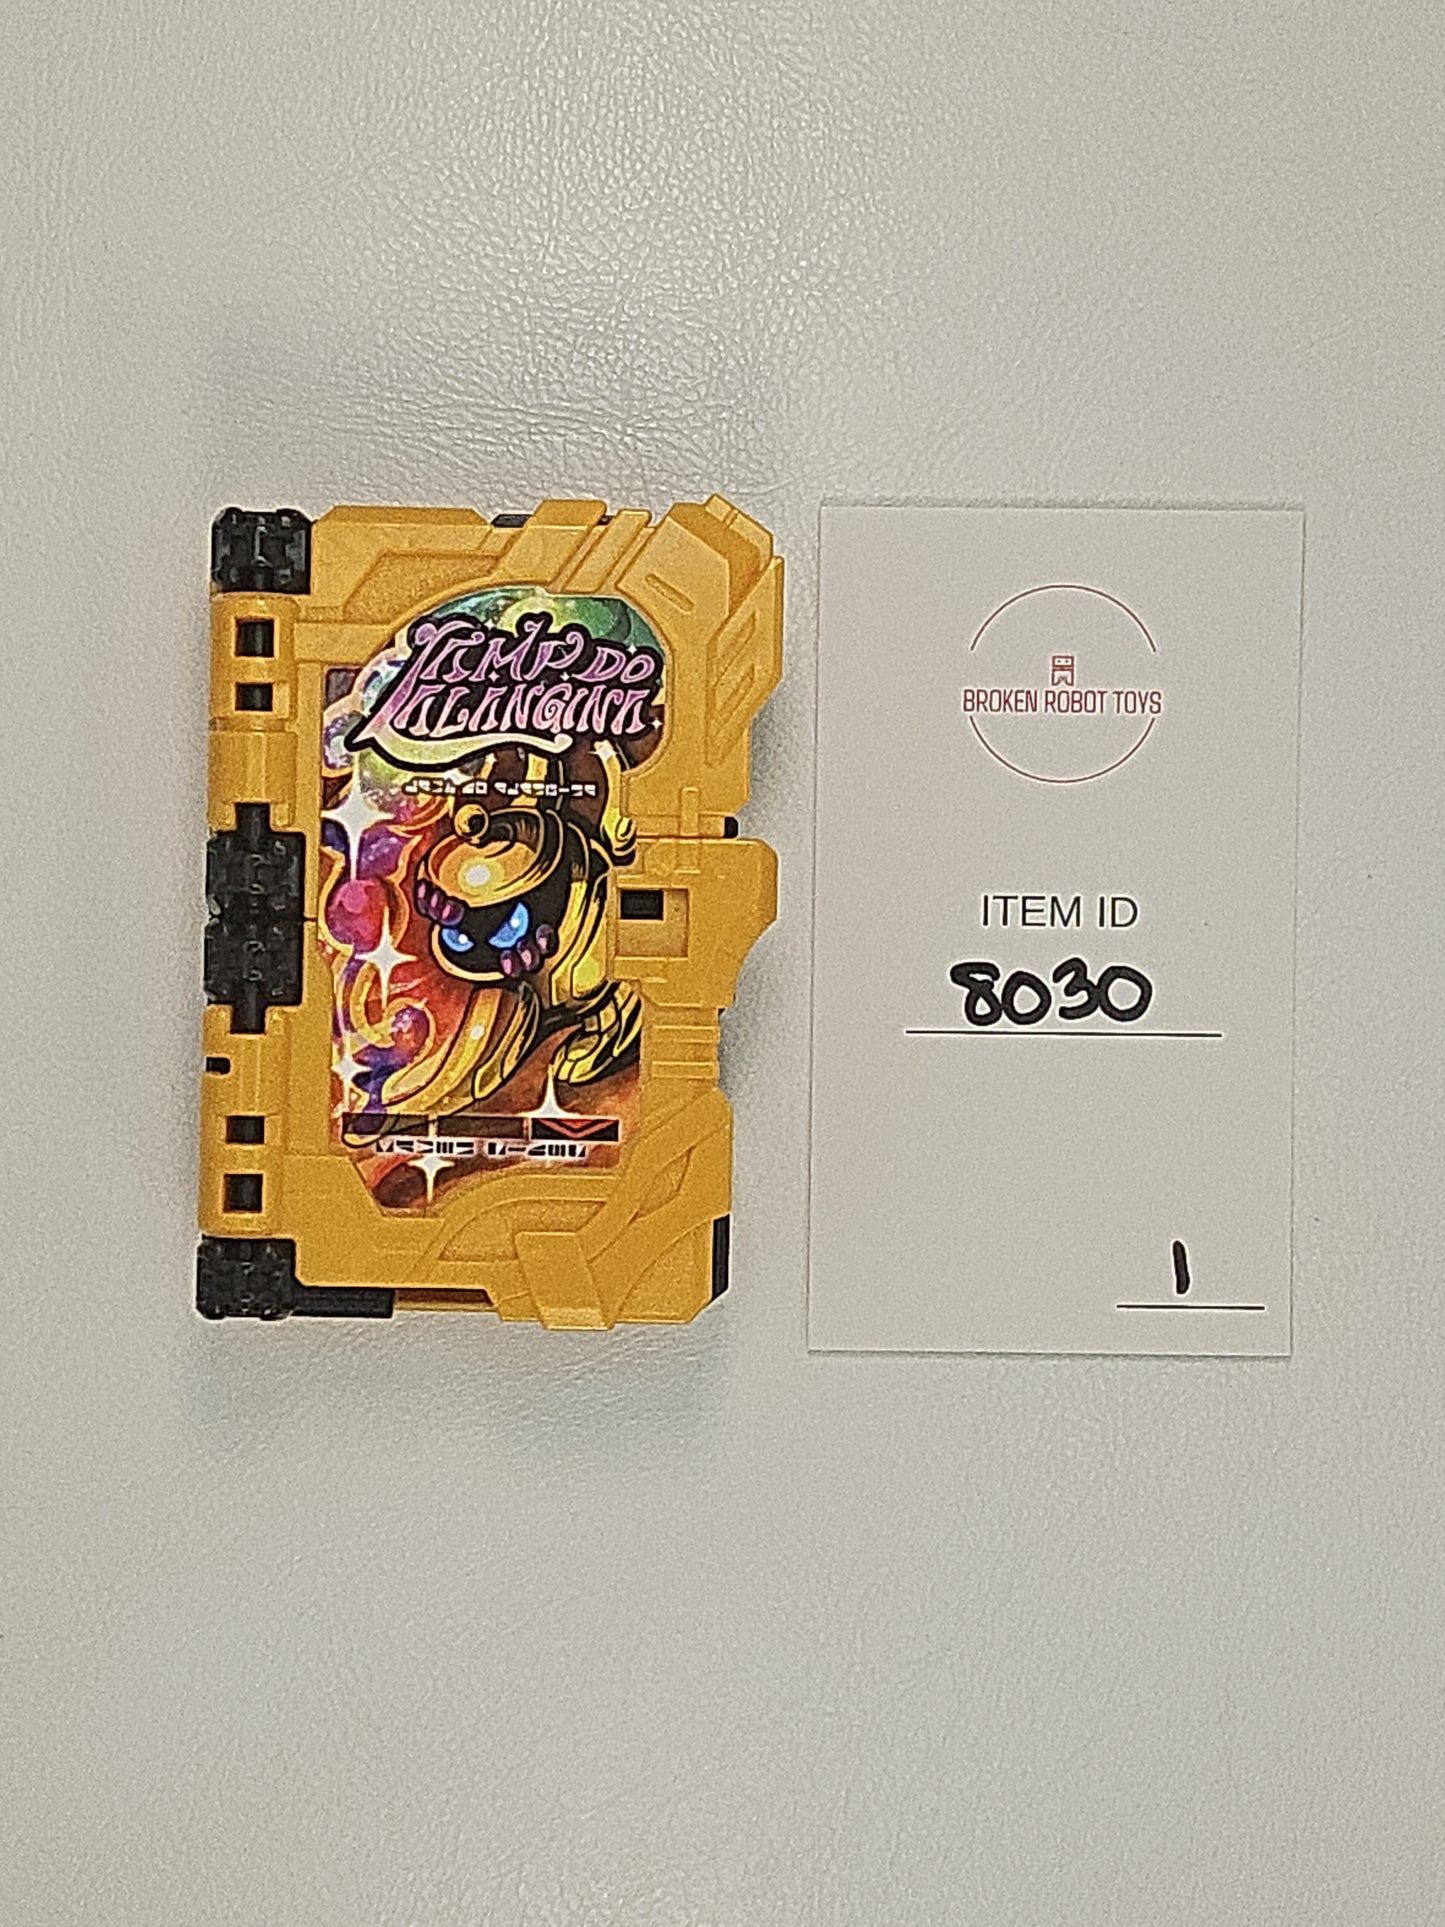 LAMP DO
ALANGINA
BROKEN ROBOT TOYS
ITEM ID
8030
1